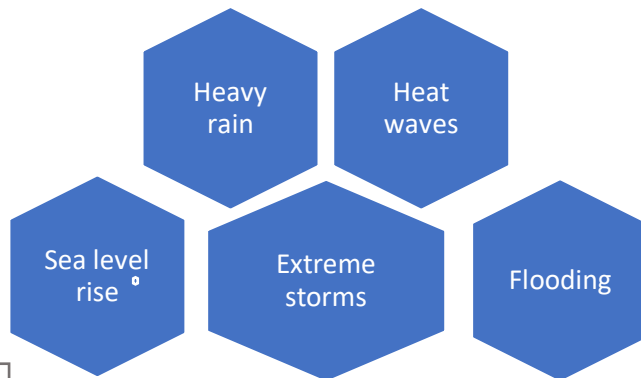 Heavy
rain
Heat
waves
Sea level
rise
Extreme
storms
Flooding